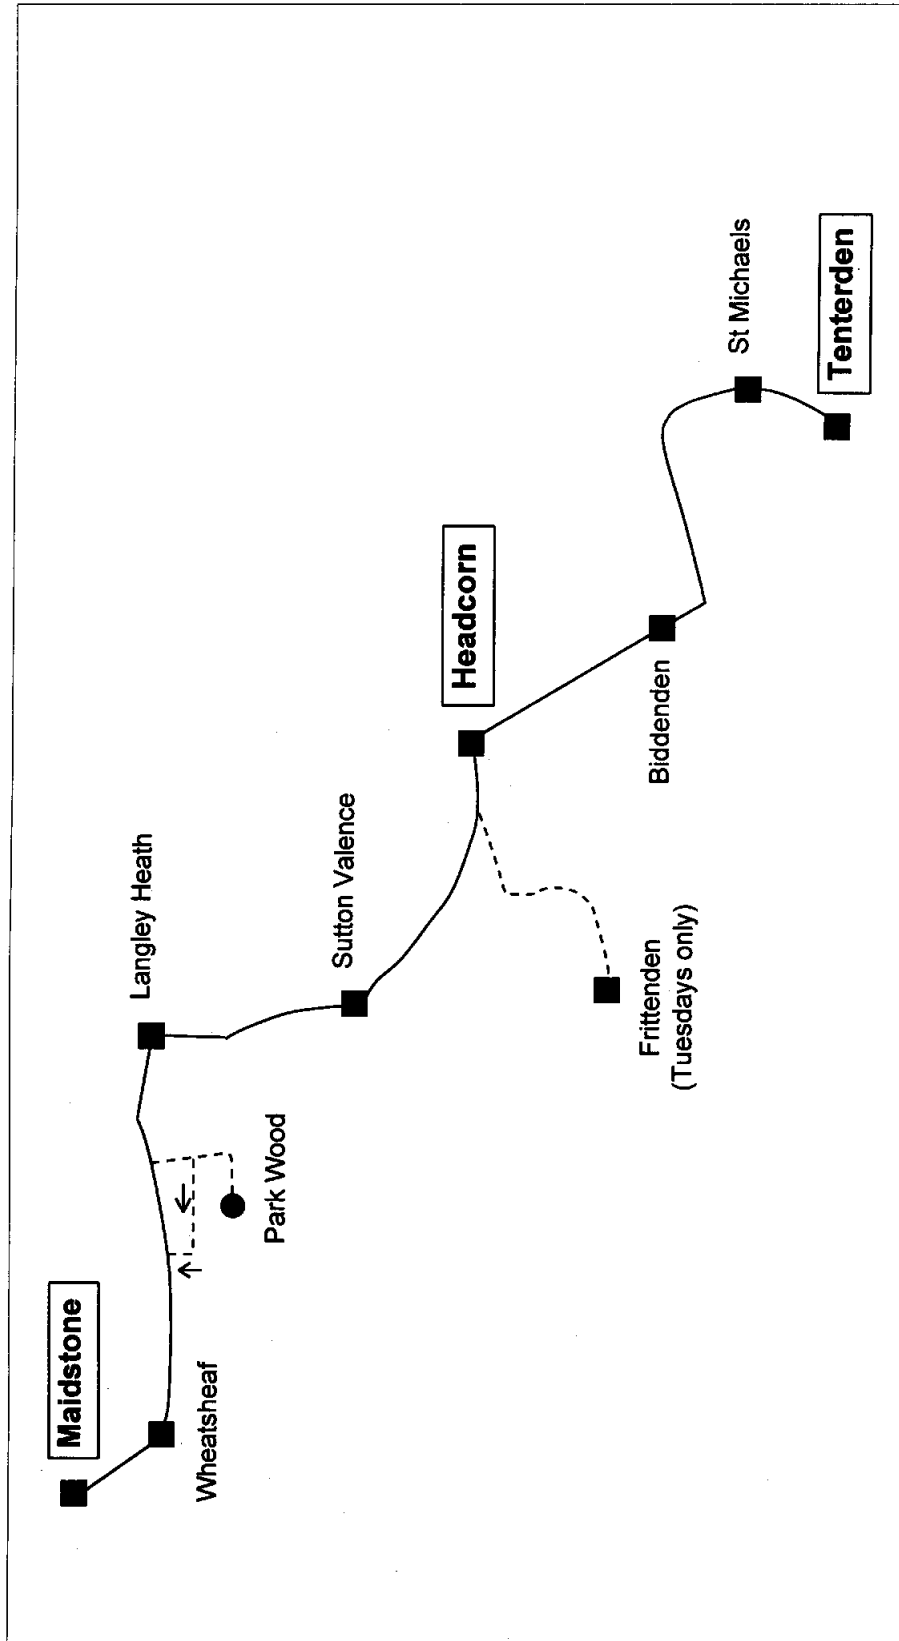 Maidstone
Wheatsheaf
Park Wood
Langley Heath
Sutton Valence
Headcorn
Frittenden
(Tuesdays only)
Biddenden
St Michaels
Tenterden